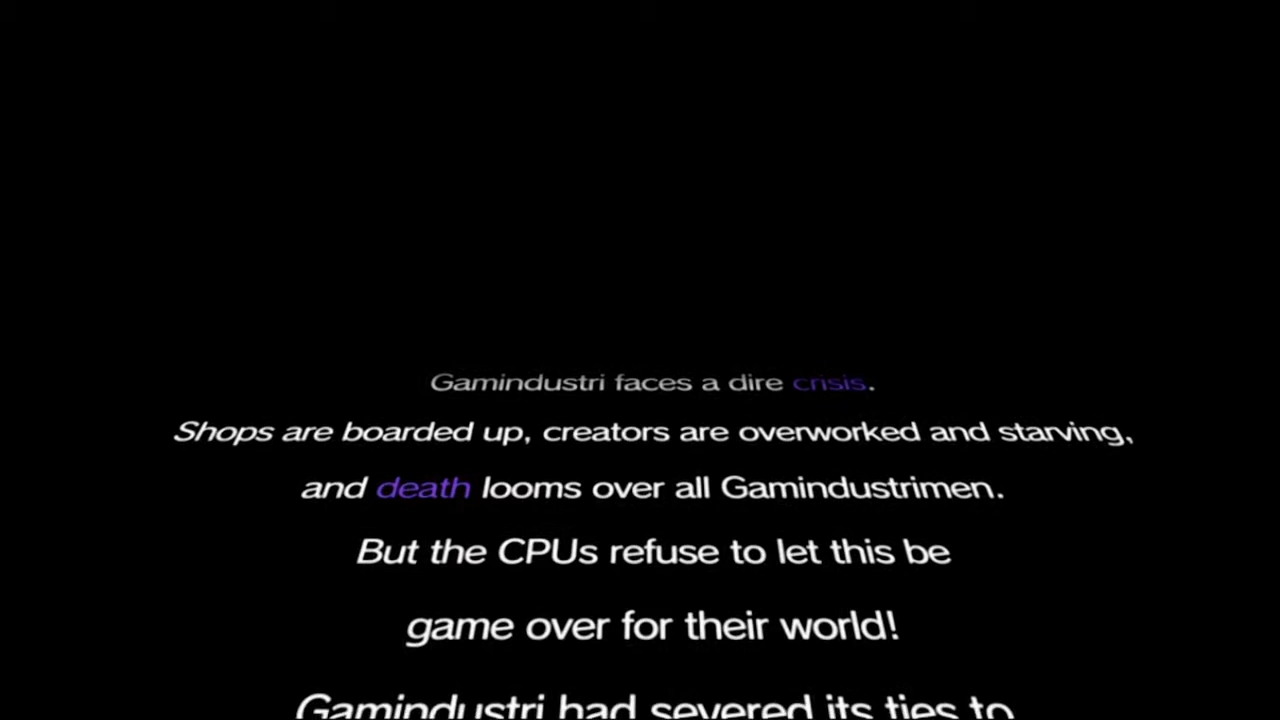 Gamindustri faces a dire crisis.
Shops are boarded up, creators are overworked and starving,
and death looms over all Gamindustrimen.
But the CPUs refuse to let this be
game over for their world!
Gamindustri had severed its ties to